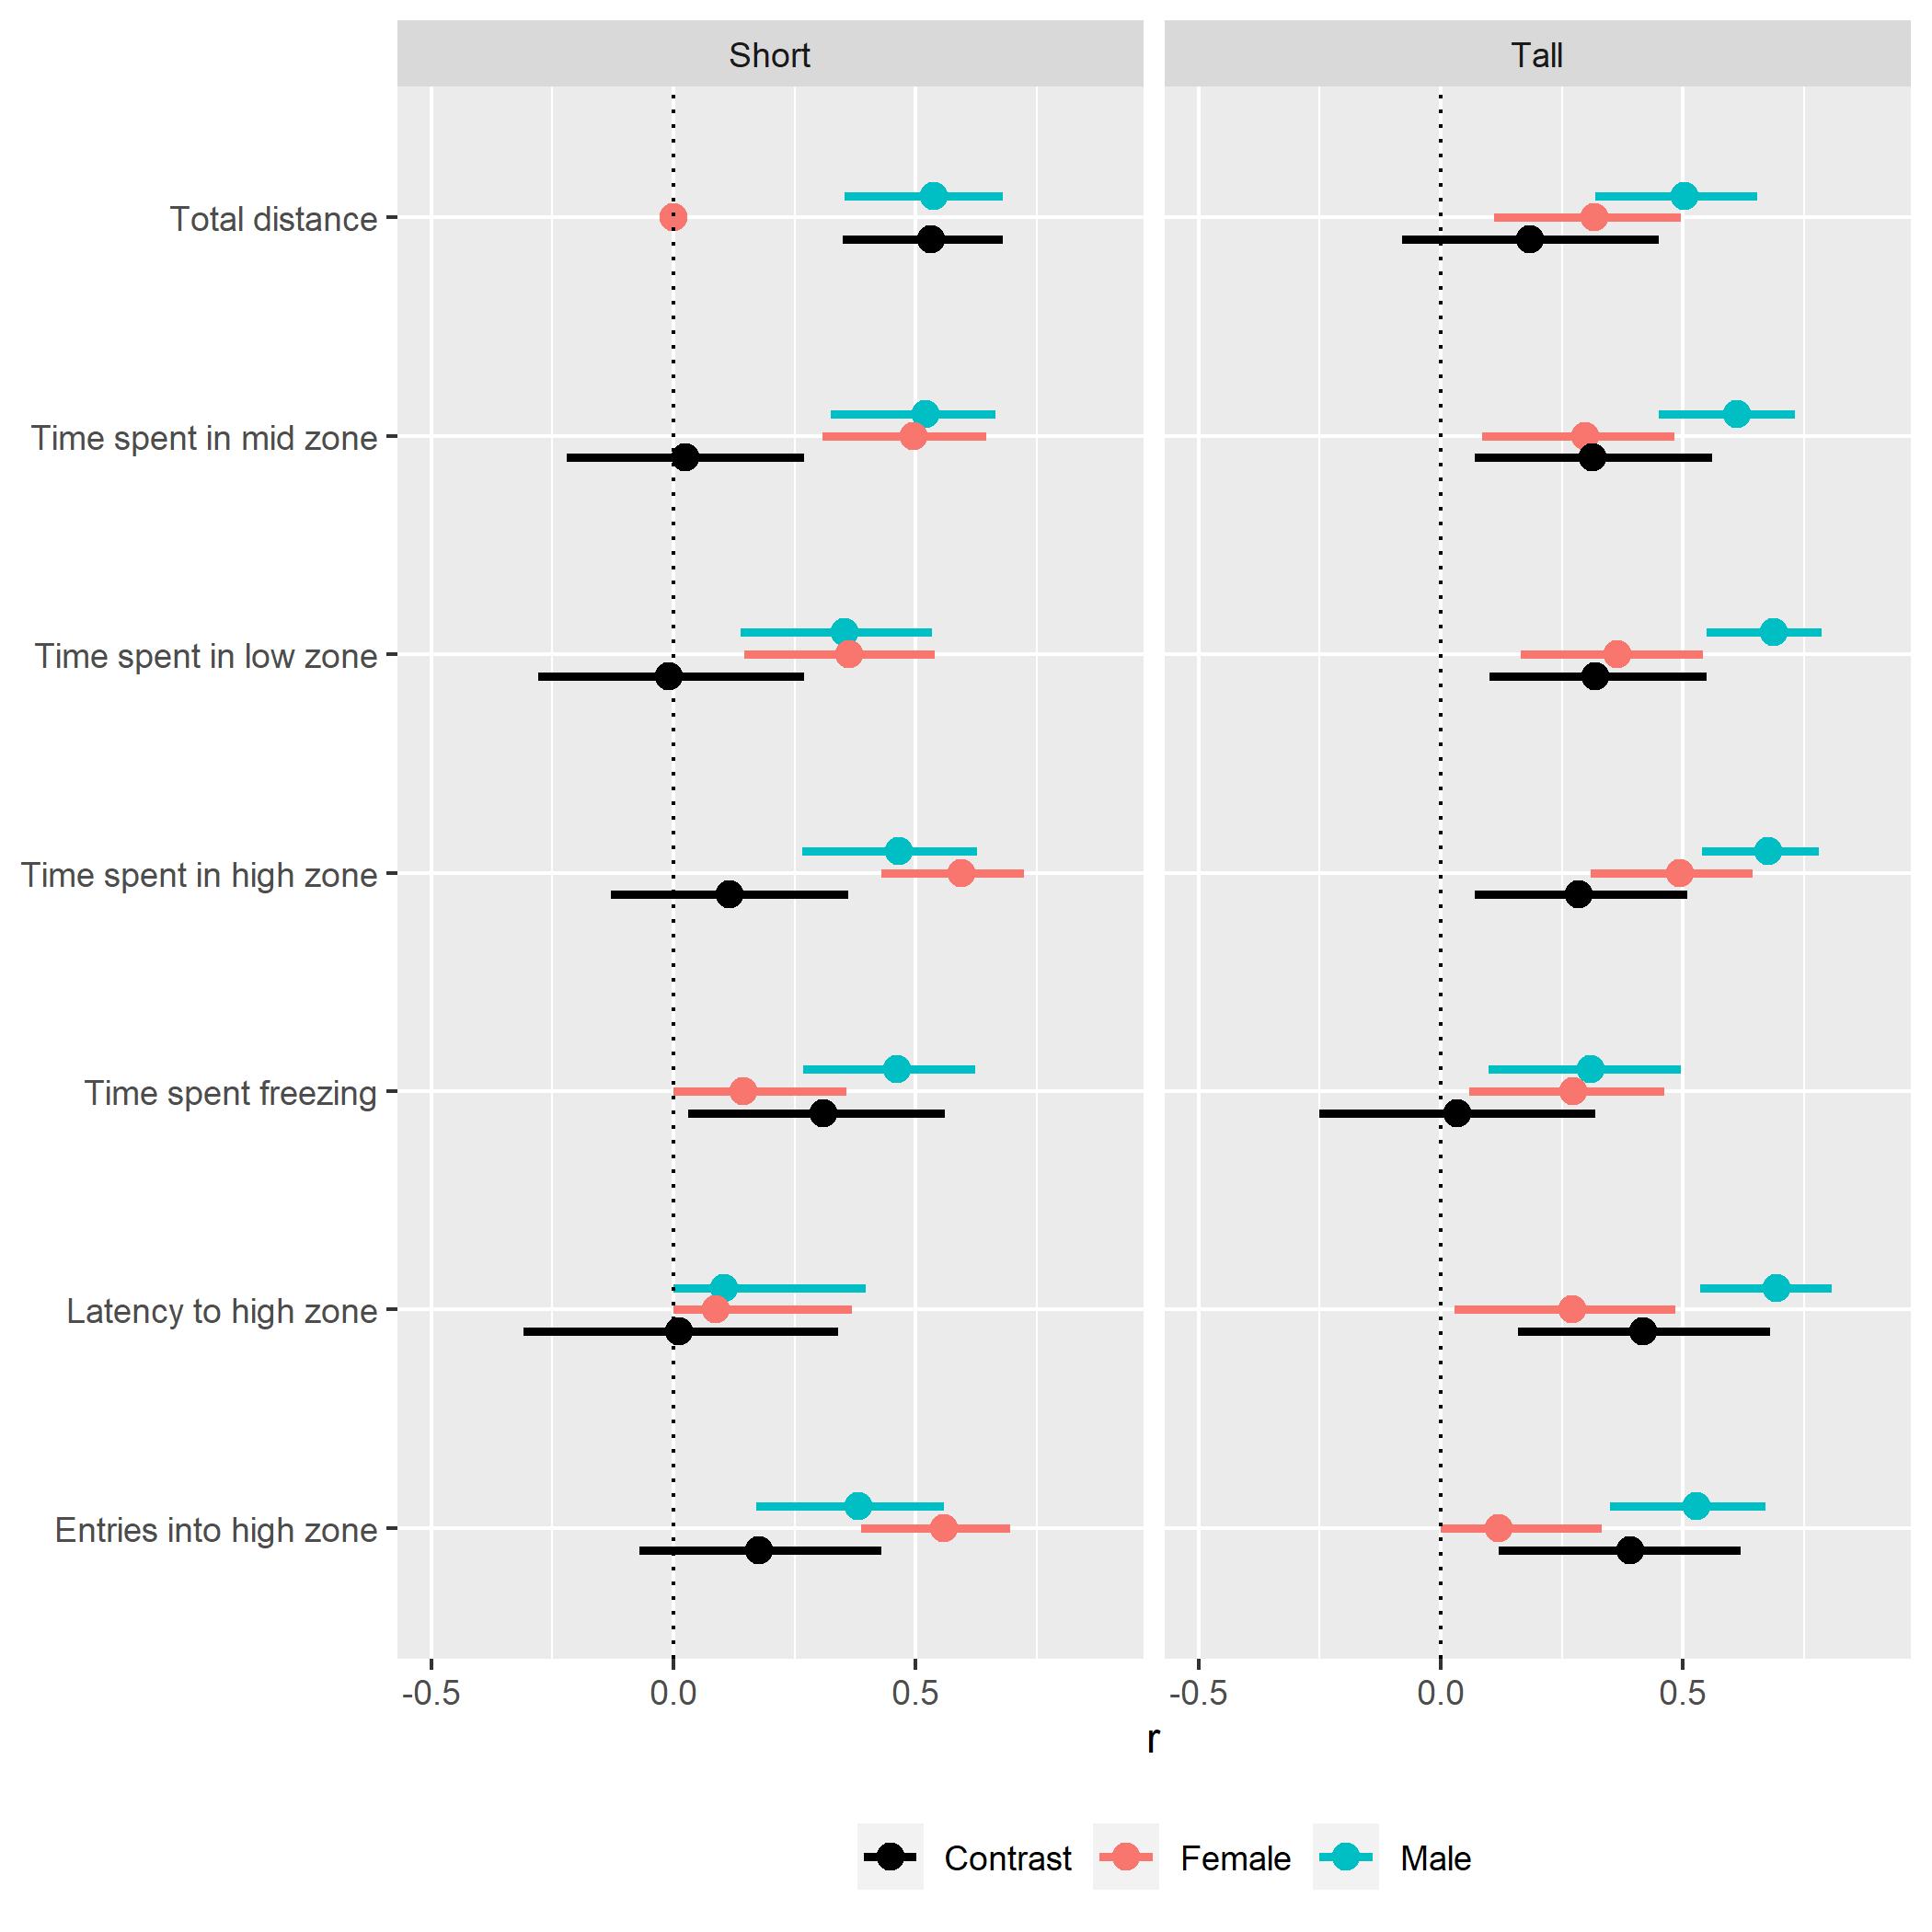 Short
Tall
Total distance
Time spent in mid zone
Time spent in low zone
Time spent in high zone
Time spent freezing
Latency to high zone
Entries into high zone
-0.5 0.0 0.5
-0.5 0.0 0.5
r
Contrast Female Male